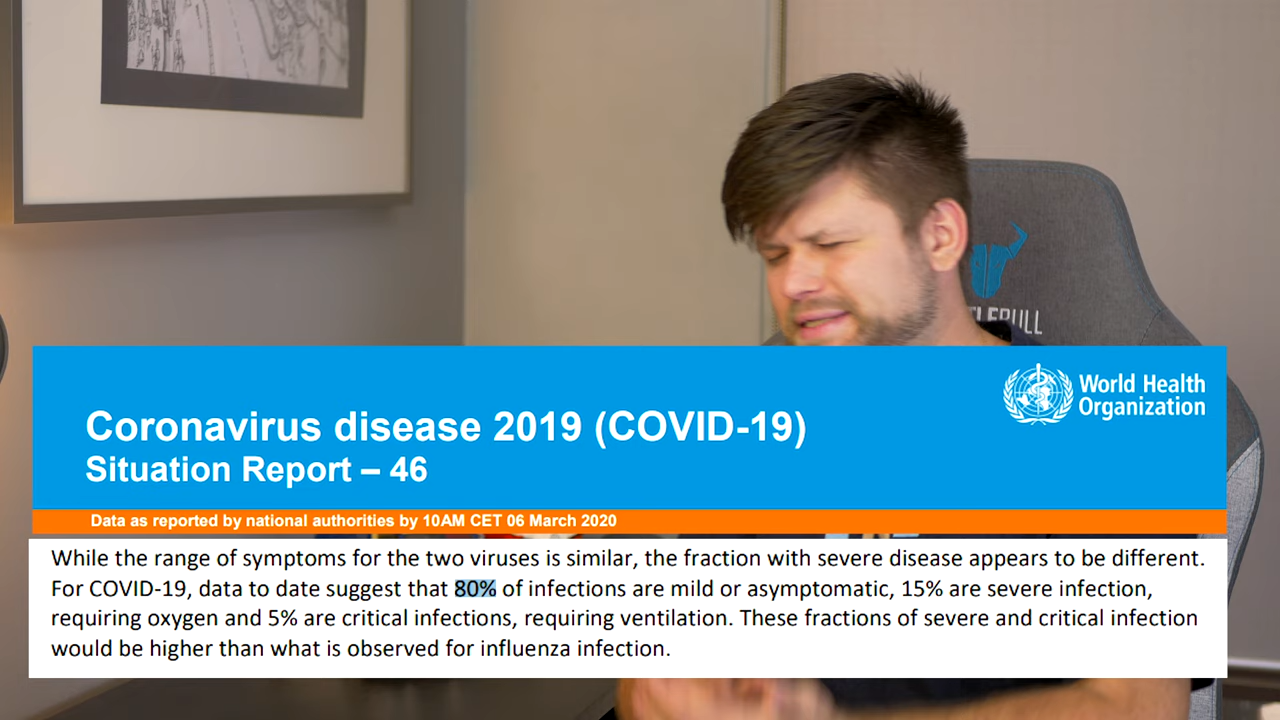 World Health
Organization
Coronavirus disease 2019 (COVID-19)
Situation Report – 46
Data as reported by national authorities by 10AM CET 06 March 2020
While the range of symptoms for the two viruses is similar, the fraction with severe disease appears to be different.
For COVID-19, data to date suggest that 80% of infections are mild or asymptomatic, 15% are severe infection,
requiring oxygen and 5% are critical infections, requiring ventilation. These fractions of severe and critical infection
would be higher than what is observed for influenza infection.